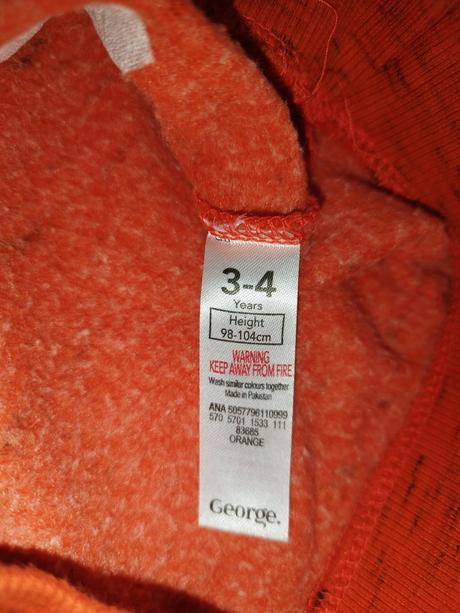 3-4
Years
Height
98-104cm
WARNING
KEEP AWAY FROM FIRE
Wash similar colours together
Made in Pakistan
ANA 5057796110999
570 5701 1533 111
83685
ORANGE
George.